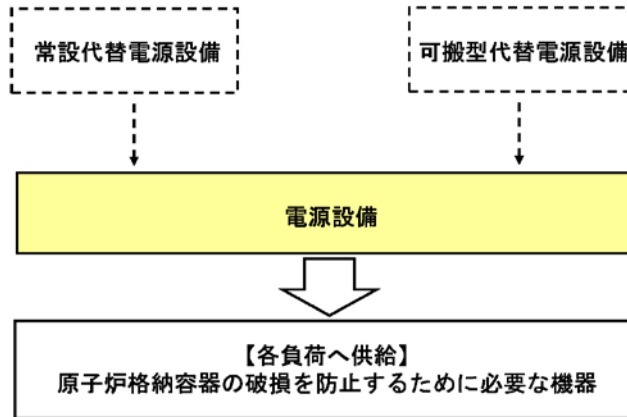 常設代替電源設備
可搬型代替電源設備
電源設備
【各負荷へ供給】
原子炉格納容器の破損を防止するために必要な機器